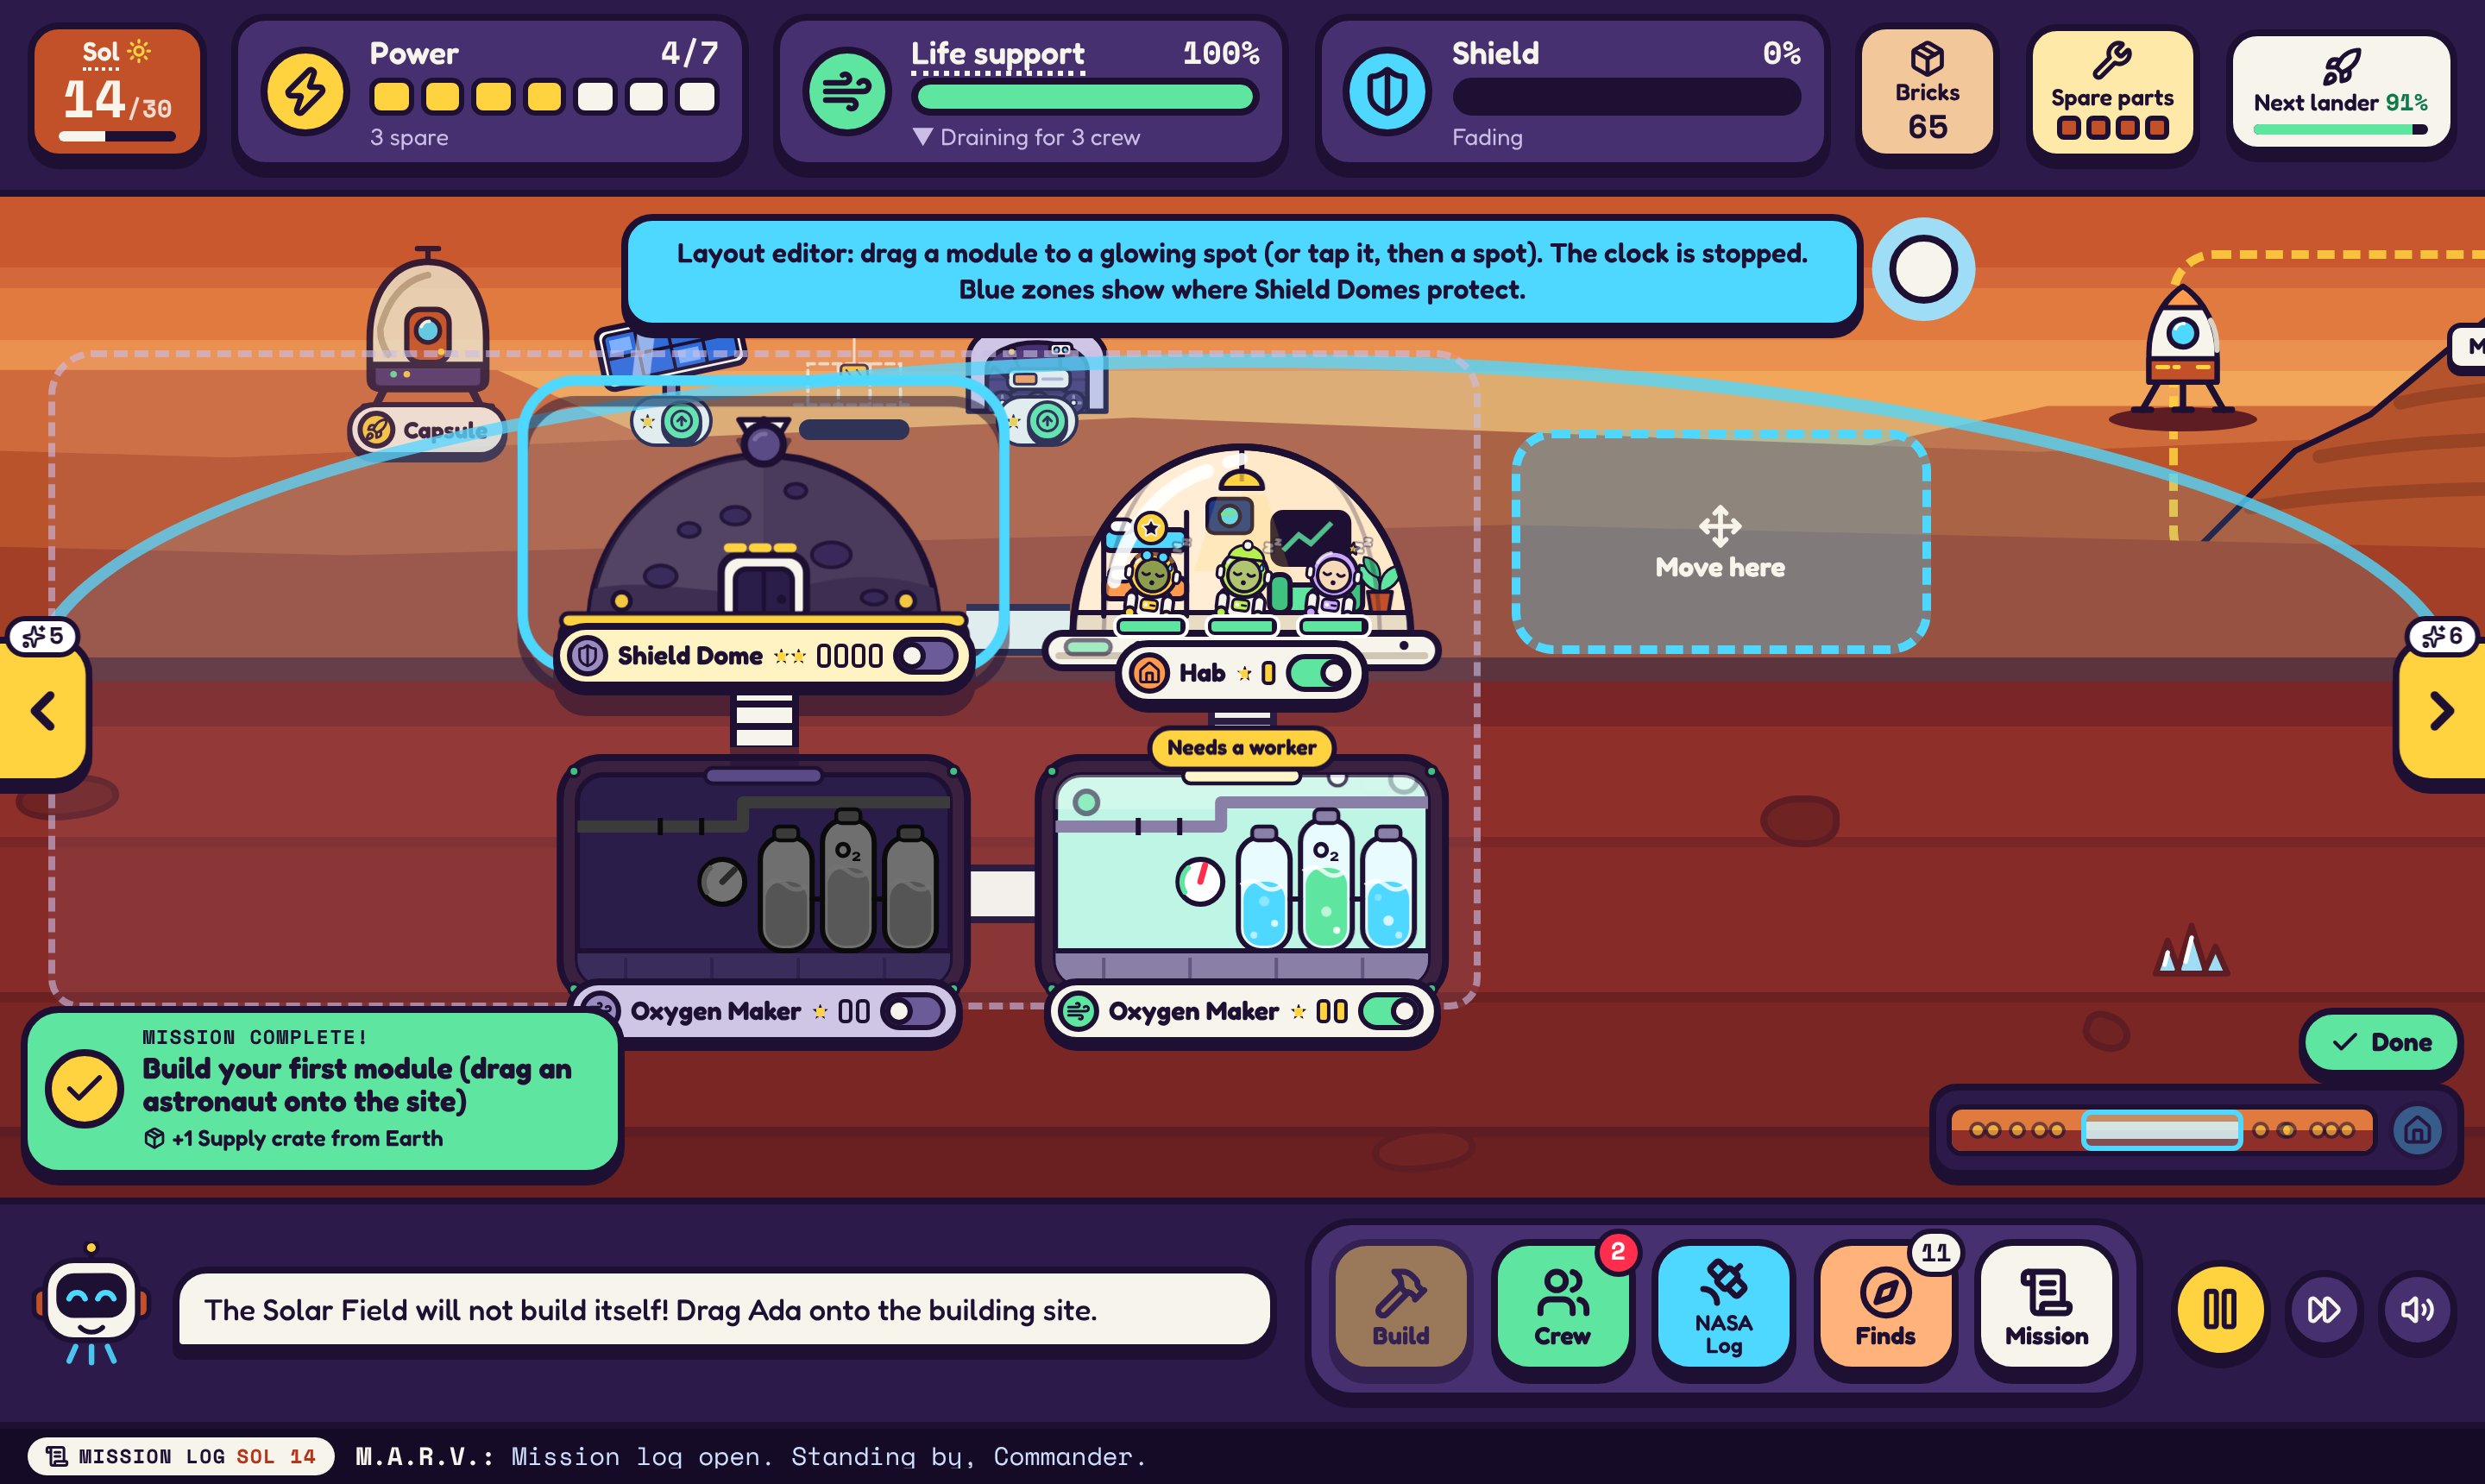 Sol
14/30
Power 4/7
3 spare
Life support 100%
Draining for 3 crew
Shield 0%
Fading
Bricks
65
Spare parts
Next lander 91%
Layout editor: drag a module to a glowing spot (or tap it, then a spot). The clock is stopped.
Blue zones show where Shield Domes protect.
Capsule
Move here
5
6
Shield Dome
Hab
Needs a worker
O₂
O₂
Oxygen Maker
Oxygen Maker
MISSION COMPLETE!
Build your first module (drag an
astronaut onto the site)
+1 Supply crate from Earth
Done
The Solar Field will not build itself! Drag Ada onto the building site.
Build
Crew
2
NASA
Log
Finds
11
Mission
MISSION LOG SOL 14
M.A.R.V.: Mission log open. Standing by, Commander.